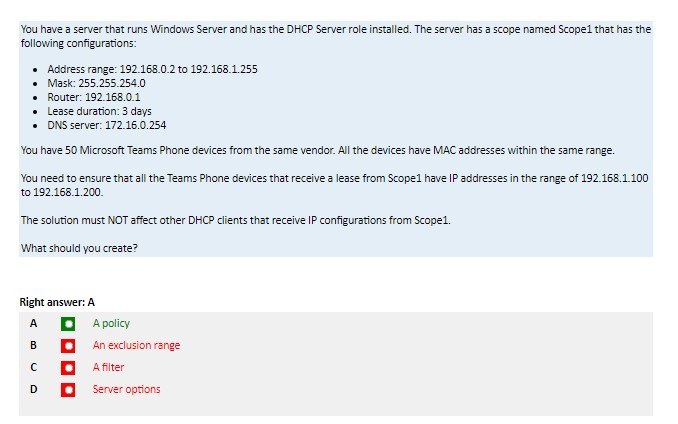 You have a server that runs Windows Server and has the DHCP Server role installed. The server has a scope named Scope1 that has the
following configurations:
• Address range: 192.168.0.2 to 192.168.1.255
• Mask: 255.255.254.0
• Router: 192.168.0.1
• Lease duration: 3 days
• DNS server: 172.16.0.254
You have 50 Microsoft Teams Phone devices from the same vendor. All the devices have MAC addresses within the same range.
You need to ensure that all the Teams Phone devices that receive a lease from Scope1 have IP addresses in the range of 192.168.1.100
to 192.168.1.200.
The solution must NOT affect other DHCP clients that receive IP configurations from Scope1.
What should you create?
Right answer: A
A A policy
B An exclusion range
C A filter
D Server options